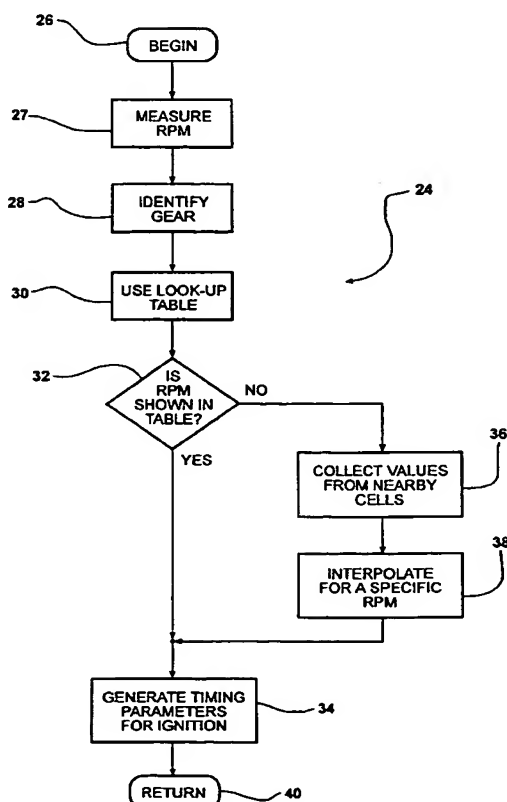 26
BEGIN
27
MEASURE
RPM
28
IDENTIFY
GEAR
24
30
USE LOOK-UP
TABLE
32
IS
RPM
SHOWN IN
TABLE?
NO
YES
36
COLLECT VALUES
FROM NEARBY
CELLS
38
INTERPOLATE
FOR A SPECIFIC
RPM
GENERATE TIMING
PARAMETERS
FOR IGNITION
34
RETURN
40